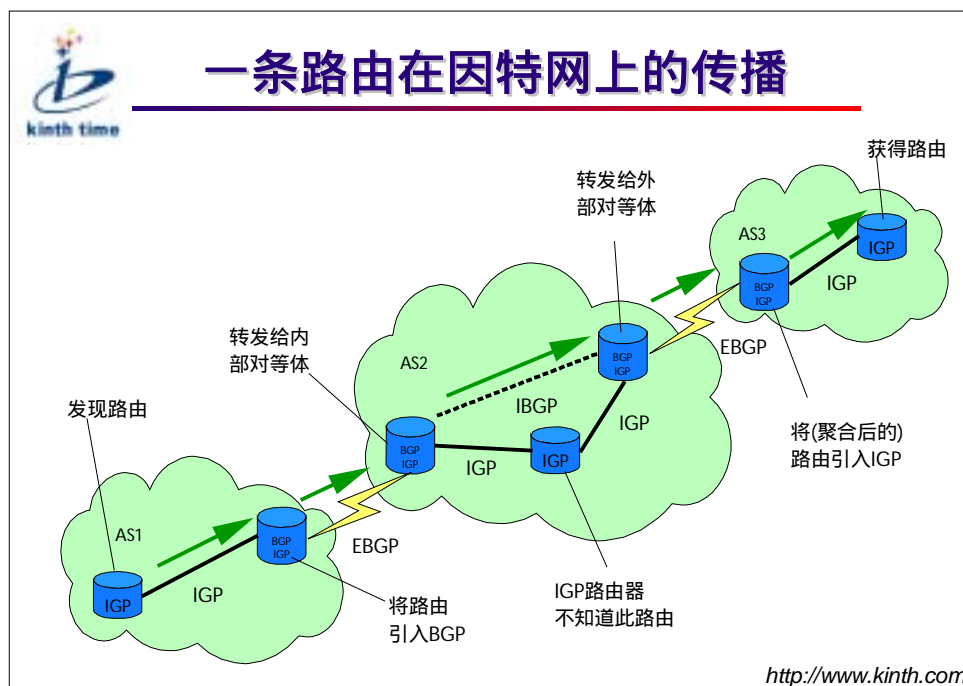 一条路由在因特网上的传播
kinth time
获得路由
转发给外
部对等体
AS3
IGP
BGP
IGP
IGP
EBGP
转发给内
部对等体
AS2
BGP
IGP
IBGP
IGP
将(聚合后的)
路由引入IGP
发现路由
BGP
IGP
IGP
IGP
AS1
BGP
IGP
EBGP
IGP
IGP
IGP路由器
不知道此路由
将路由
引入BGP
http://www.kinth.com